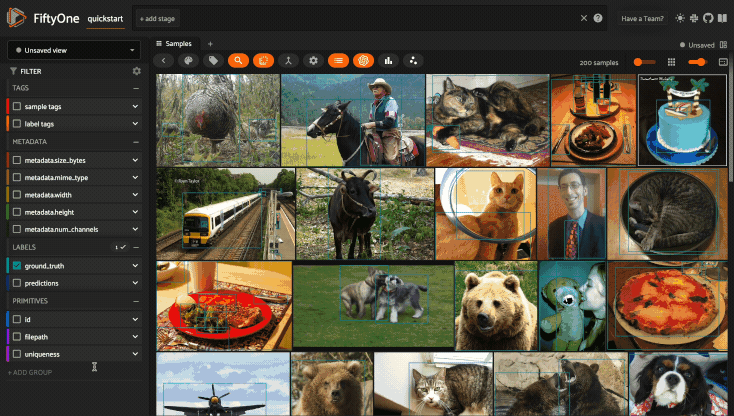 FiftyOne
quickstart
+ add stage
Have a Team?
Unsaved view
Samples
+
Unsaved
FILTER
200 samples
TAGS
sample tags
label tags
METADATA
metadata.size_bytes
metadata.mime_type
metadata.width
metadata.height
metadata.num_channels
LABELS
1
ground_truth
predictions
PRIMITIVES
id
filepath
uniqueness
+ ADD GROUP